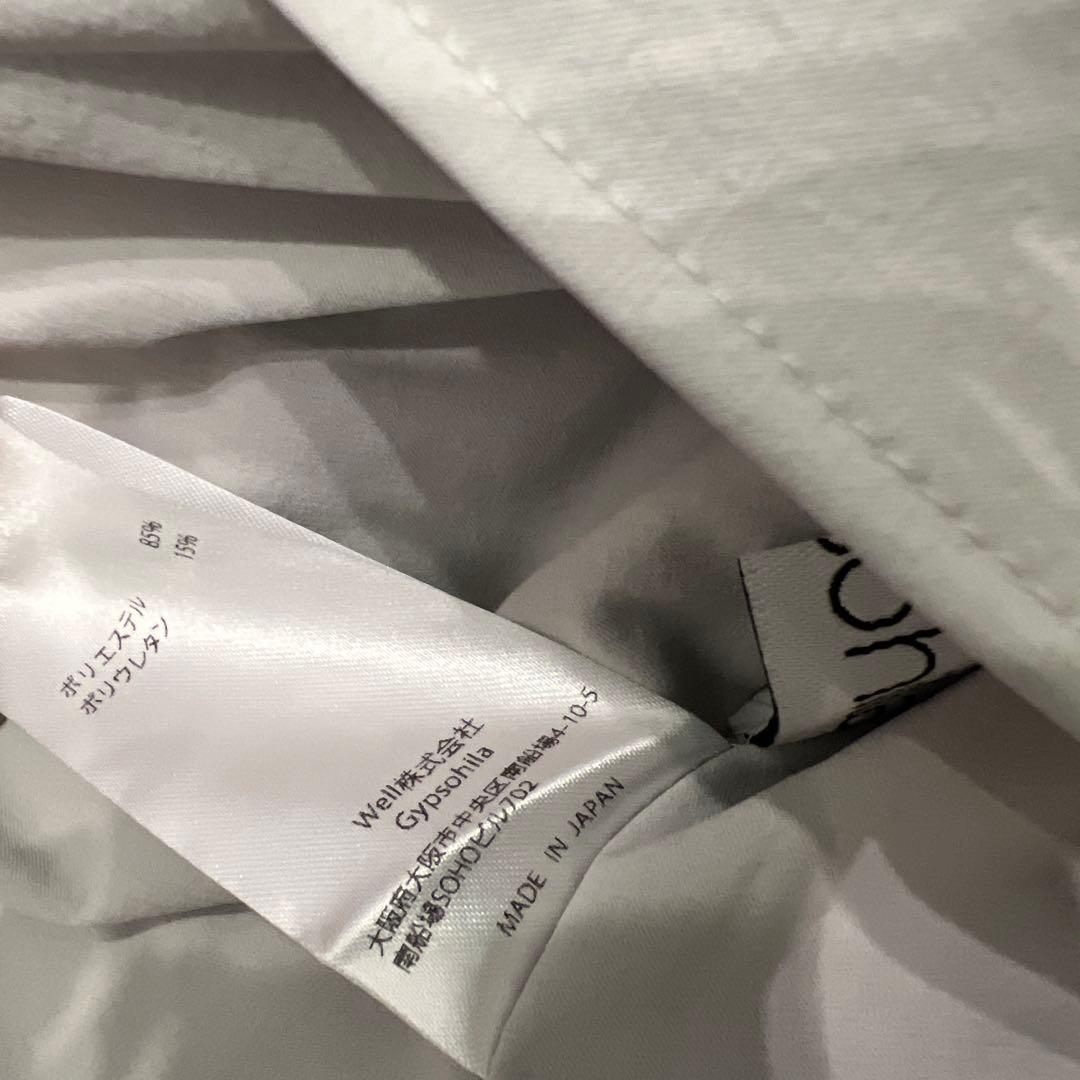 ポリエステル 85%
ポリウレタン 15%
Well株式会社
Gypsohila
大阪府大阪市中央区南船場4-10-5
南船場SOHOビル702
MADE IN JAPAN